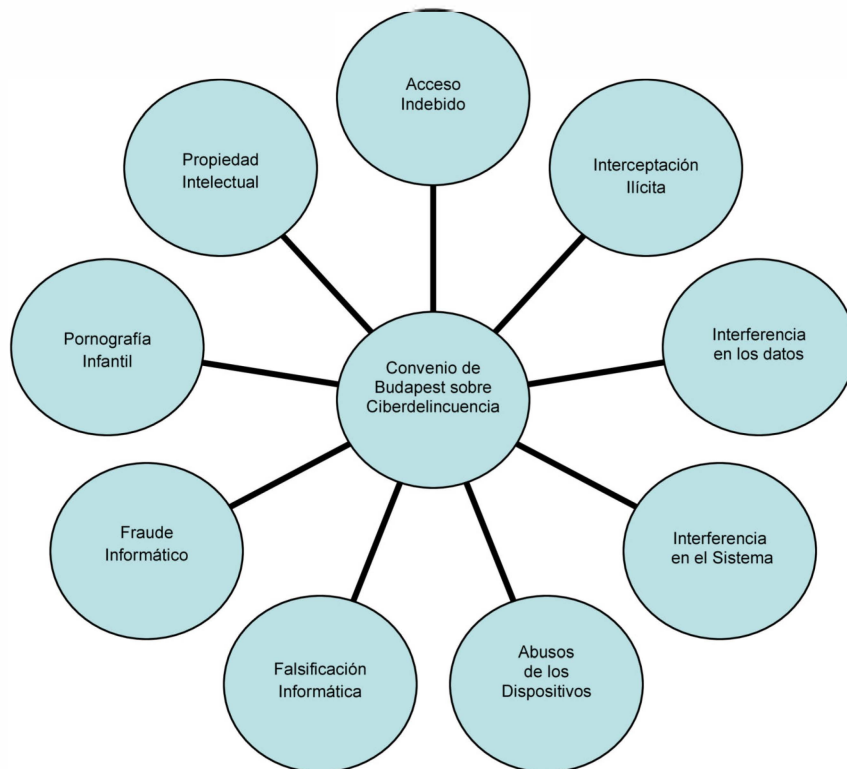 Acceso
Indebido
Interceptación
Ilícita
Interferencia
en los datos
Interferencia
en el Sistema
Abusos
de los
Dispositivos
Falsificación
Informática
Fraude
Informático
Pornografía
Infantil
Propiedad
Intelectual
Convenio de
Budapest sobre
Ciberdelincuencia